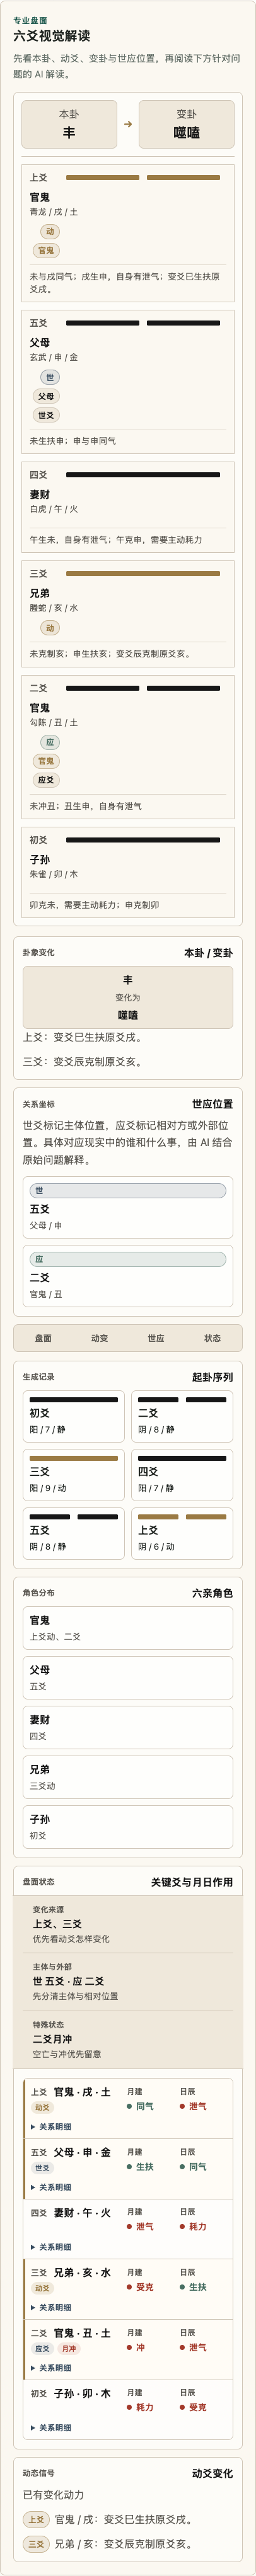 专业盘面
六爻视觉解读
先看本卦、动爻、变卦与世应位置，再阅读下方针对问
题的 AI 解读。
本卦
丰
→
变卦
噬嗑
上爻
官鬼
青龙 / 戌 / 土
动
官鬼
未与戌同气；戌生申，自身有泄气；变爻巳生扶原
爻戌。
五爻
父母
玄武 / 申 / 金
世
父母
世爻
未生扶申；申与申同气
四爻
妻财
白虎 / 午 / 火
午生未，自身有泄气；午克申，需要主动耗力
三爻
兄弟
螣蛇 / 亥 / 水
动
未克制亥；申生扶亥；变爻辰克制原爻亥。
二爻
官鬼
勾陈 / 丑 / 土
应
官鬼
应爻
未冲丑；丑生申，自身有泄气
初爻
子孙
朱雀 / 卯 / 木
卯克未，需要主动耗力；申克制卯
卦象变化
本卦 / 变卦
丰
变化为
噬嗑
上爻：变爻巳生扶原爻戌。
三爻：变爻辰克制原爻亥。
关系坐标
世应位置
世爻标记主体位置，应爻标记相对方或外部位
置。具体对应现实中的谁和什么事，由 AI 结合
原始问题解释。
世
五爻
父母 / 申
应
二爻
官鬼 / 丑
盘面 动变 世应 状态
生成记录
起卦序列
初爻
阳 / 7 / 静
二爻
阴 / 8 / 静
三爻
阳 / 9 / 动
四爻
阳 / 7 / 静
五爻
阴 / 8 / 静
上爻
阴 / 6 / 动
角色分布
六亲角色
官鬼
上爻动、二爻
父母
五爻
妻财
四爻
兄弟
三爻动
子孙
初爻
盘面状态
关键爻与月日作用
变化来源
上爻、三爻
优先看动爻怎样变化
主体与外部
世 五爻 · 应 二爻
先分清主体与相对位置
特殊状态
二爻月冲
空亡与冲优先留意
上爻 官鬼 · 戌 · 土 月建 日辰
动爻 同气 泄气
▶ 关系明细
五爻 父母 · 申 · 金 月建 日辰
世爻 生扶 同气
▶ 关系明细
四爻 妻财 · 午 · 火 月建 日辰
泄气 耗力
▶ 关系明细
三爻 兄弟 · 亥 · 水 月建 日辰
动爻 受克 生扶
▶ 关系明细
二爻 官鬼 · 丑 · 土 月建 日辰
应爻 月冲 冲 泄气
▶ 关系明细
初爻 子孙 · 卯 · 木 月建 日辰
耗力 受克
▶ 关系明细
动态信号
动爻变化
已有变化动力
上爻 官鬼 / 戌：变爻巳生扶原爻戌。
三爻 兄弟 / 亥：变爻辰克制原爻亥。